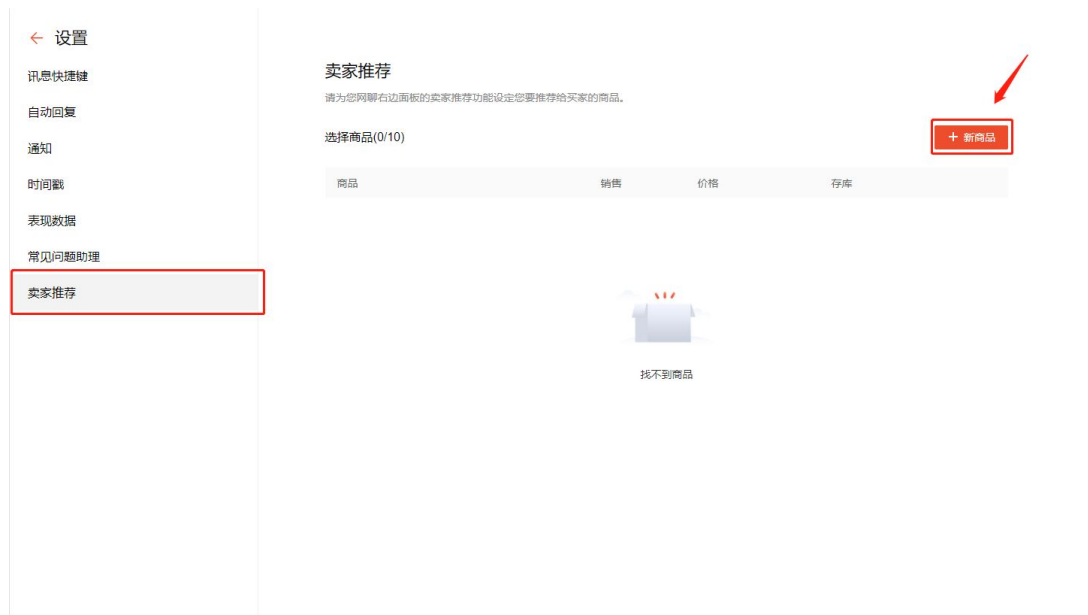 ← 设置
讯息快捷键
自动回复
通知
时间戳
表现数据
常见问题助理
卖家推荐
卖家推荐
请为您网聊右边面板的卖家推荐功能设定您要推荐给买家的商品。
选择商品(0/10)
+ 新商品
商品 销售 价格 存库
找不到商品